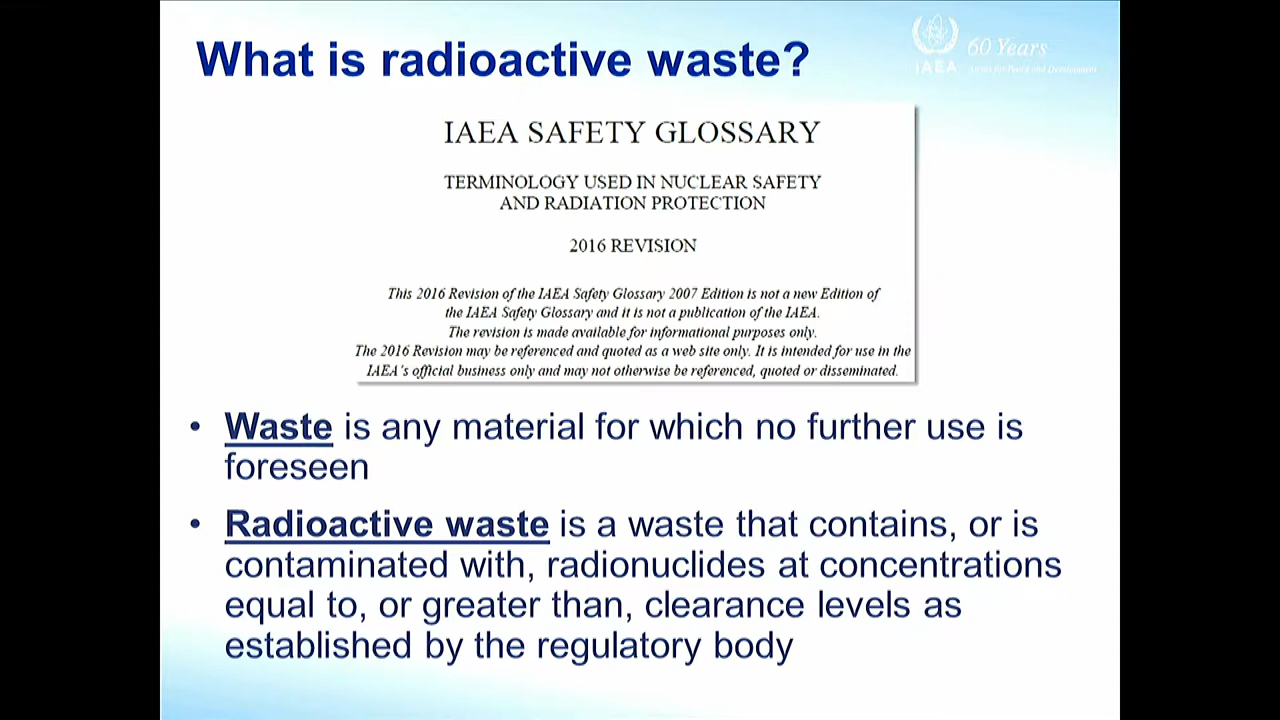 What is radioactive waste?
60 Years
IAEA
Atoms for Peace and Development
IAEA SAFETY GLOSSARY
TERMINOLOGY USED IN NUCLEAR SAFETY
AND RADIATION PROTECTION
2016 REVISION
This 2016 Revision of the IAEA Safety Glossary 2007 Edition is not a new Edition of
the IAEA Safety Glossary and it is not a publication of the IAEA.
The revision is made available for informational purposes only.
The 2016 Revision may be referenced and quoted as a web site only. It is intended for use in the
IAEA's official business only and may not otherwise be referenced, quoted or disseminated.
• Waste is any material for which no further use is
foreseen
• Radioactive waste is a waste that contains, or is
contaminated with, radionuclides at concentrations
equal to, or greater than, clearance levels as
established by the regulatory body